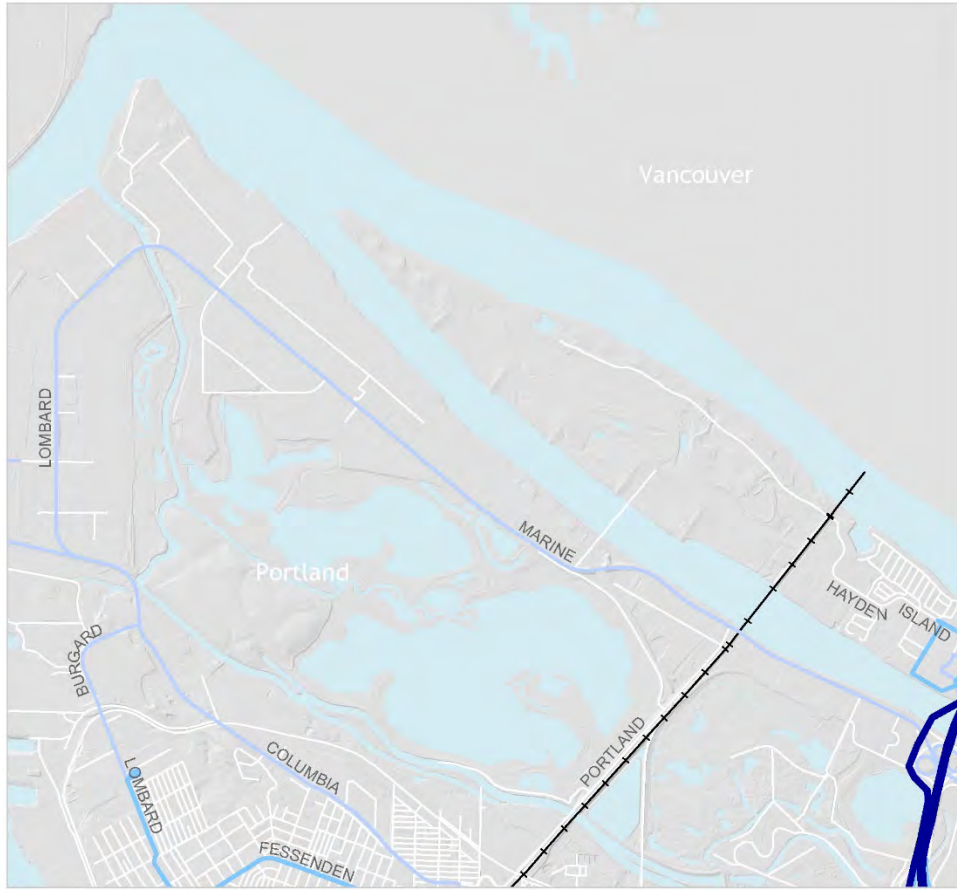 Vancouver
LOMBARD
MARINE
Portland
HAYDEN
ISLAND
BURGARD
PORTLAND
COLUMBIA
LOMBARD
FESSENDEN